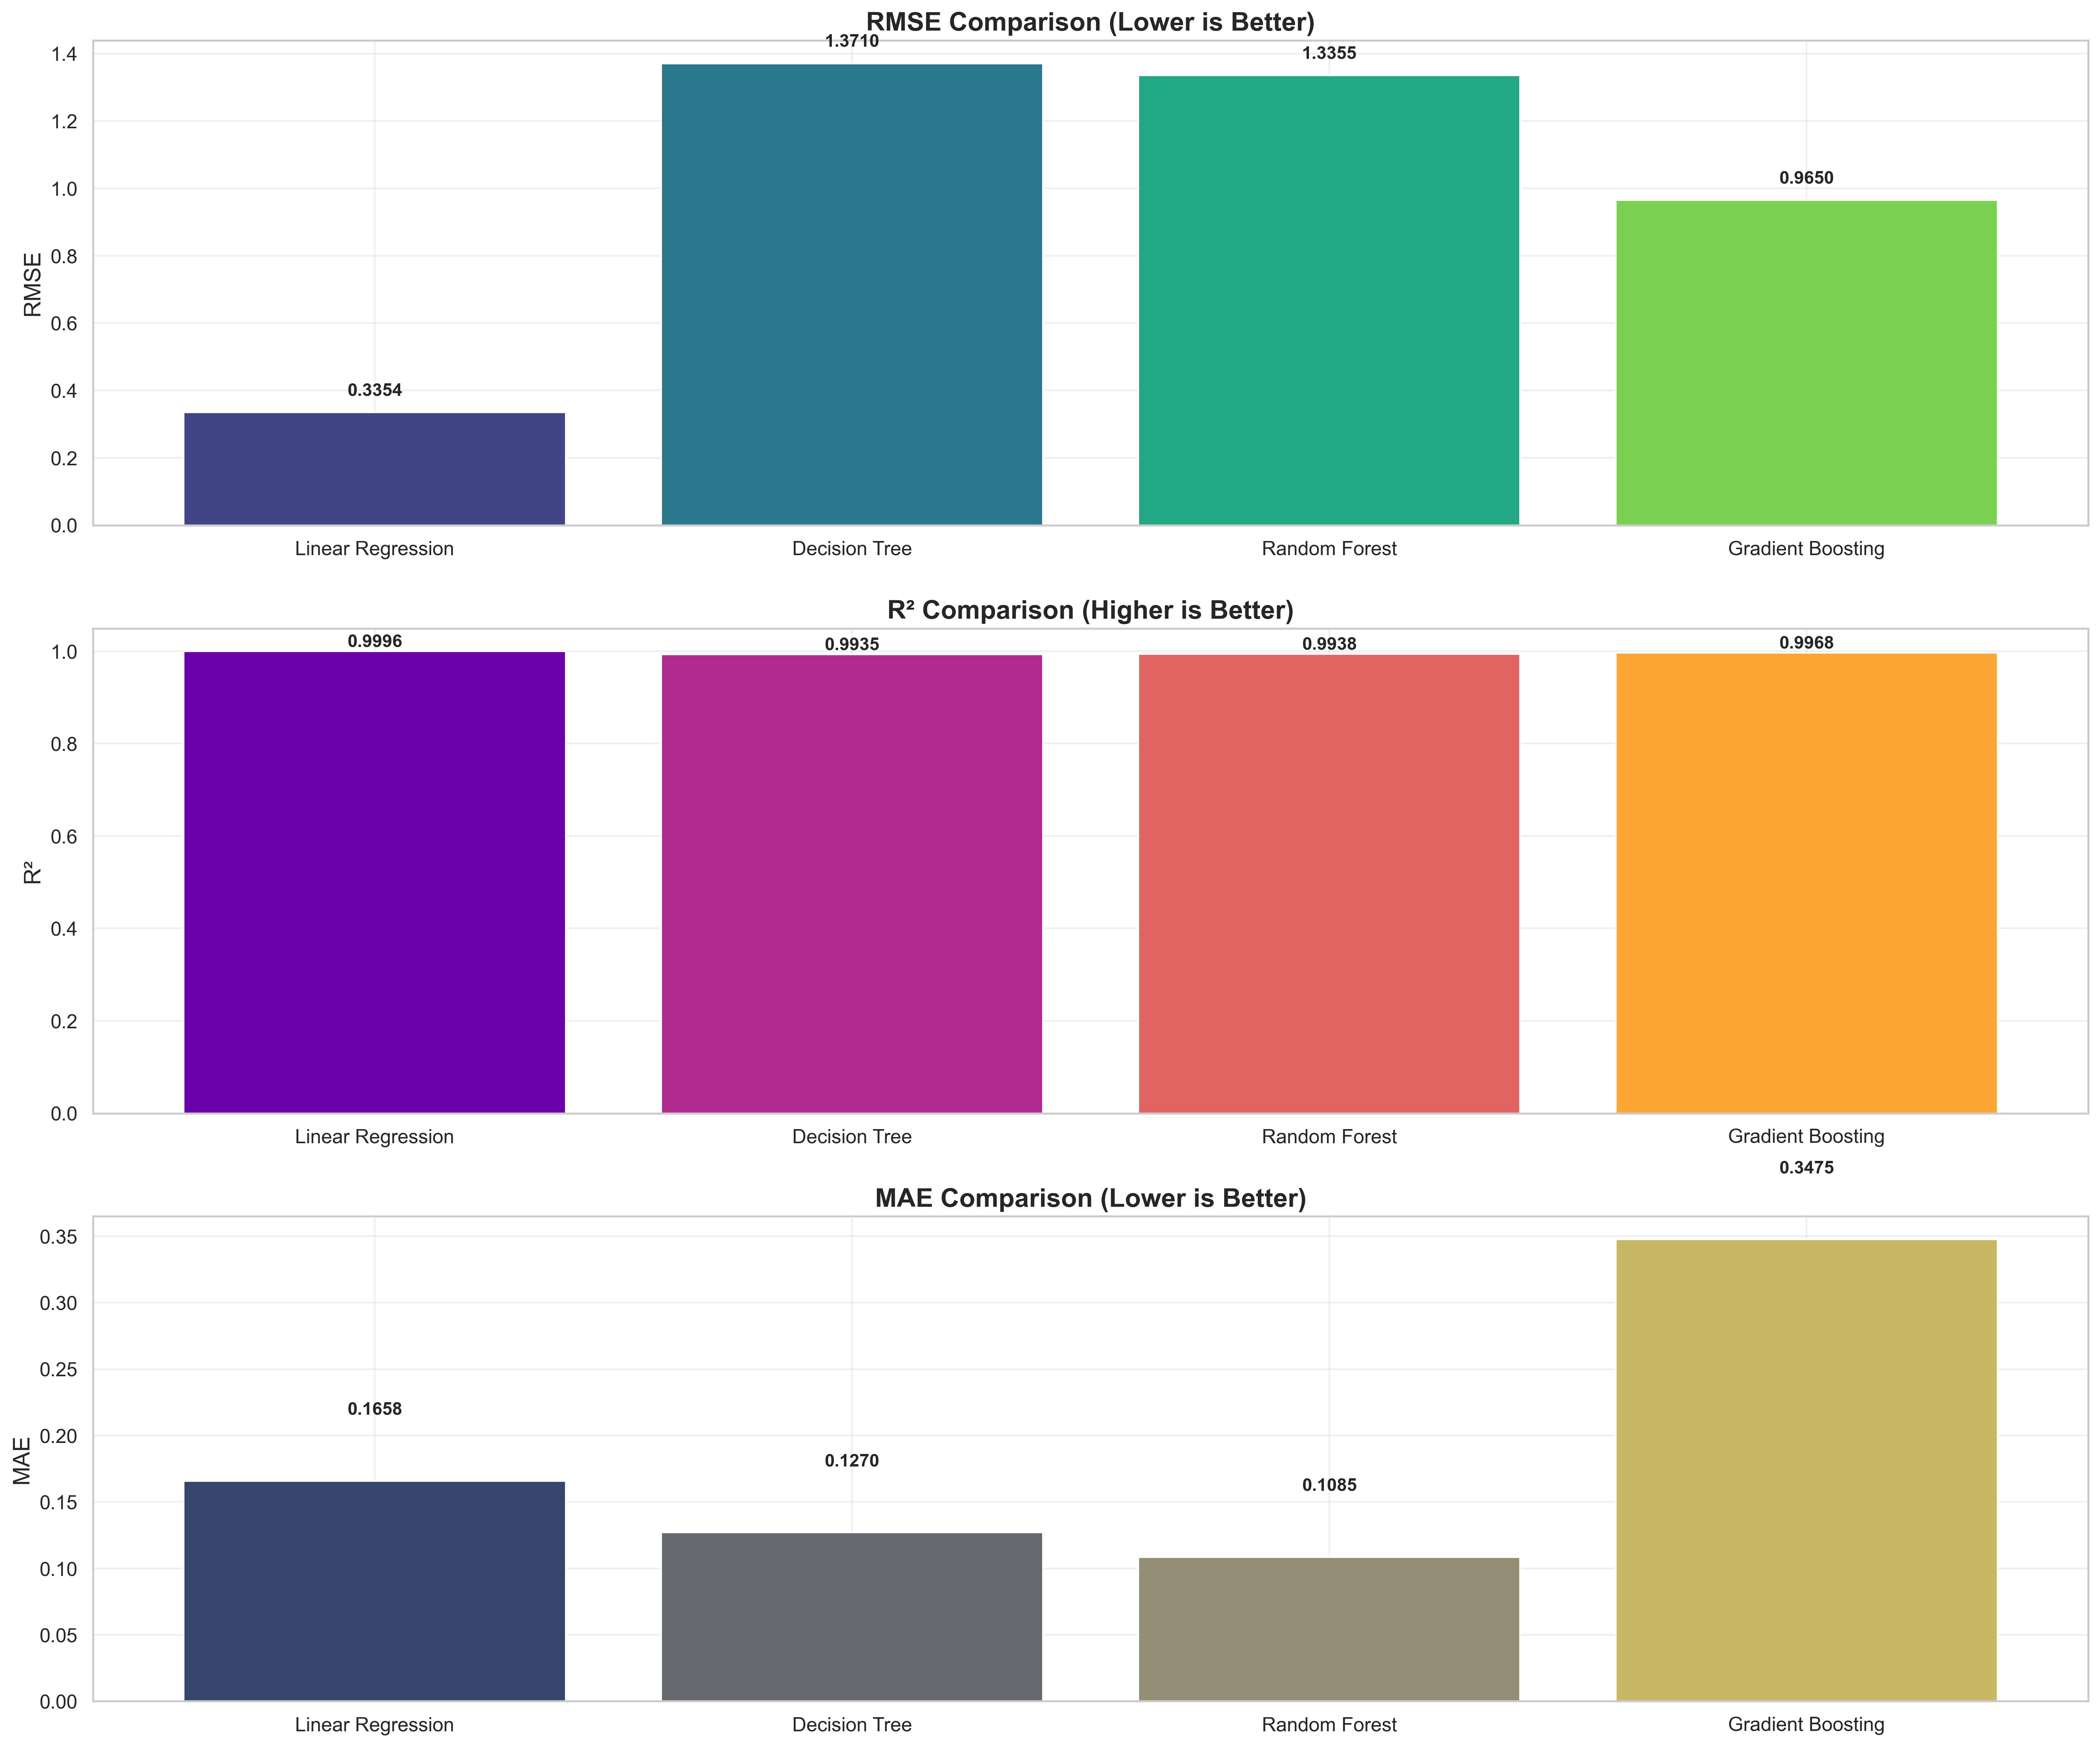 RMSE Comparison (Lower is Better)
1.3710
1.3355
0.9650
0.3354
1.4
1.2
1.0
0.8
0.6
0.4
0.2
0.0
RMSE
Linear Regression
Decision Tree
Random Forest
Gradient Boosting
R² Comparison (Higher is Better)
0.9996
0.9935
0.9938
0.9968
1.0
0.8
0.6
0.4
0.2
0.0
R²
Linear Regression
Decision Tree
Random Forest
Gradient Boosting
0.3475
MAE Comparison (Lower is Better)
0.35
0.30
0.25
0.20
0.15
0.10
0.05
0.00
MAE
0.1658
0.1270
0.1085
Linear Regression
Decision Tree
Random Forest
Gradient Boosting